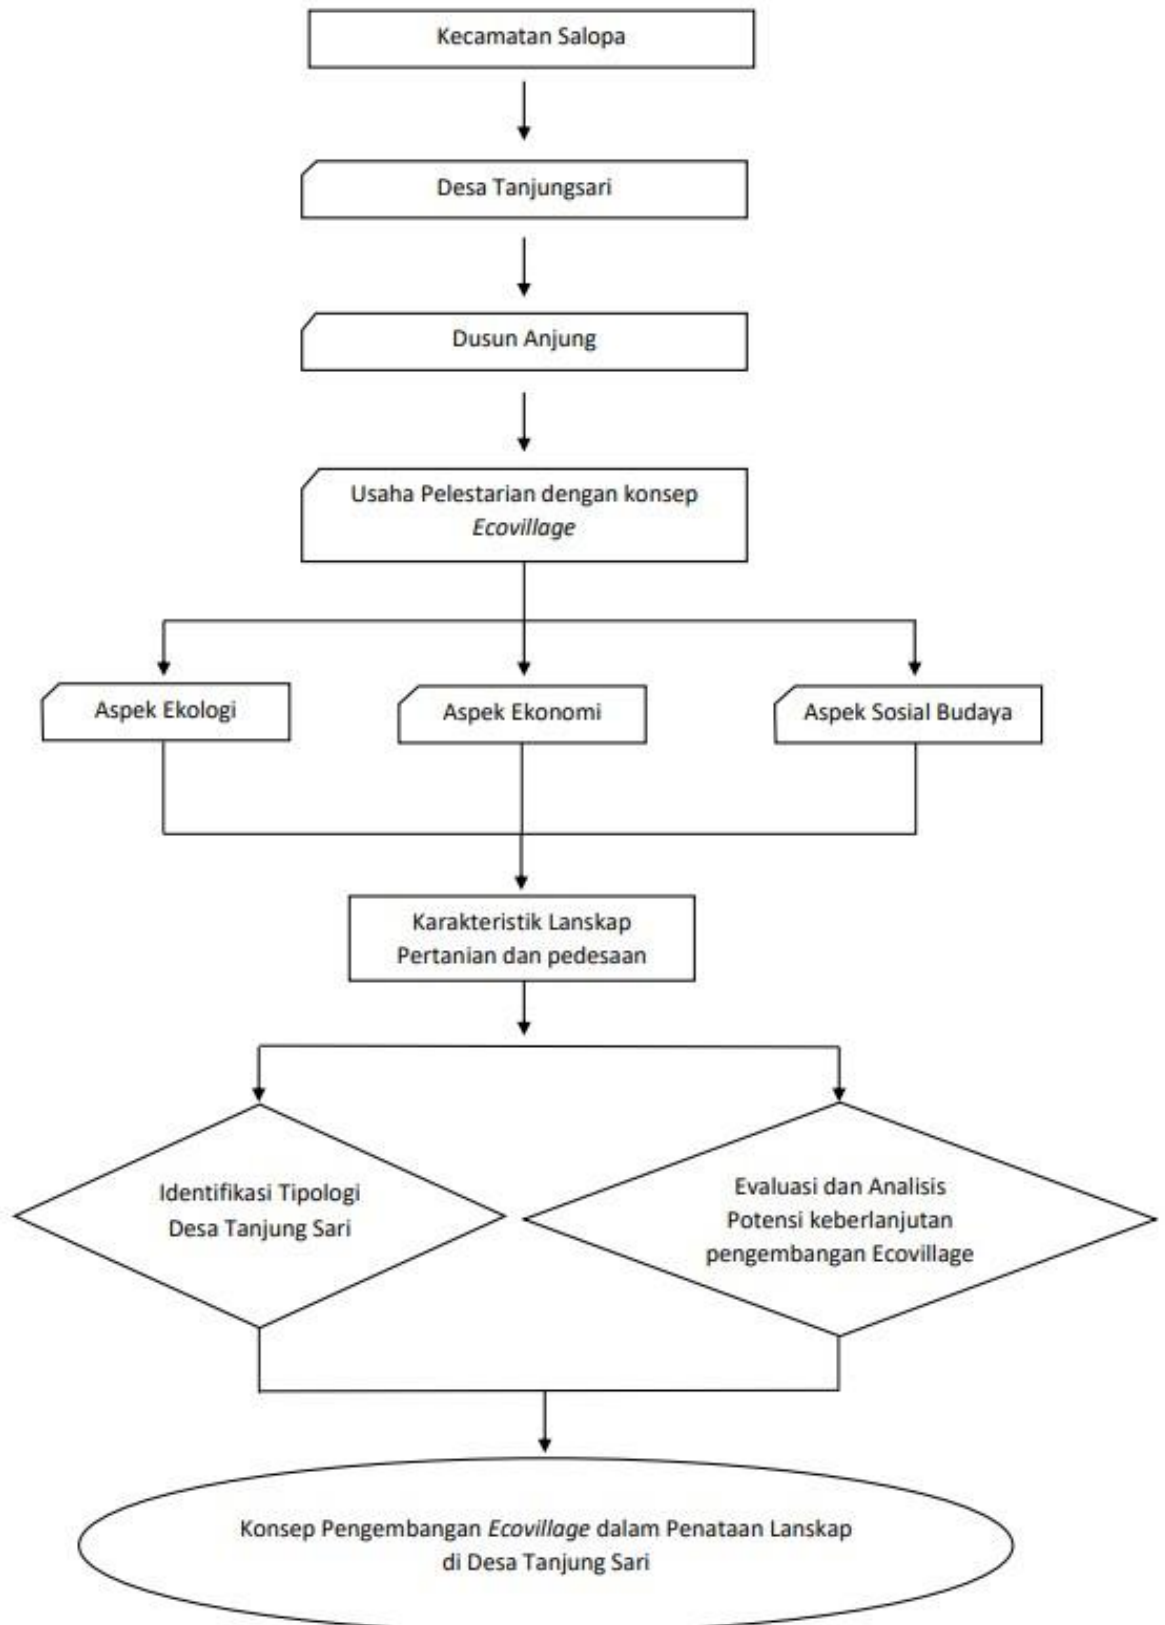 Kecamatan Salopa
Desa Tanjungsari
Dusun Anjung
Usaha Pelestarian dengan konsep
Ecovillage
Aspek Ekologi
Aspek Ekonomi
Aspek Sosial Budaya
Karakteristik Lanskap
Pertanian dan pedesaan
Identifikasi Tipologi
Desa Tanjung Sari
Evaluasi dan Analisis
Potensi keberlanjutan
pengembangan Ecovillage
Konsep Pengembangan Ecovillage dalam Penataan Lanskap
di Desa Tanjung Sari